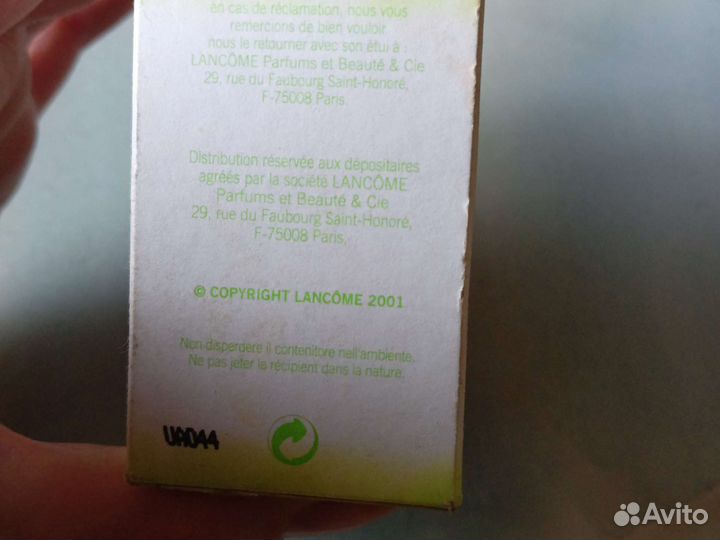 en cas de réclamation, nous vous
remercions de bien vouloir
nous le retourner avec son étui à :
LANCÔME Parfums et Beauté & Cie
29, rue du Faubourg Saint-Honoré,
F-75008 Paris.
Distribution réservée aux dépositaires
agréés par la société LANCÔME
Parfums et Beauté & Cie
29, rue du Faubourg Saint-Honoré,
F-75008 Paris.
© COPYRIGHT LANCÔME 2001
Non disperdere il contenitore nell'ambiente.
Ne pas jeter le récipient dans la nature.
UA044
Avito